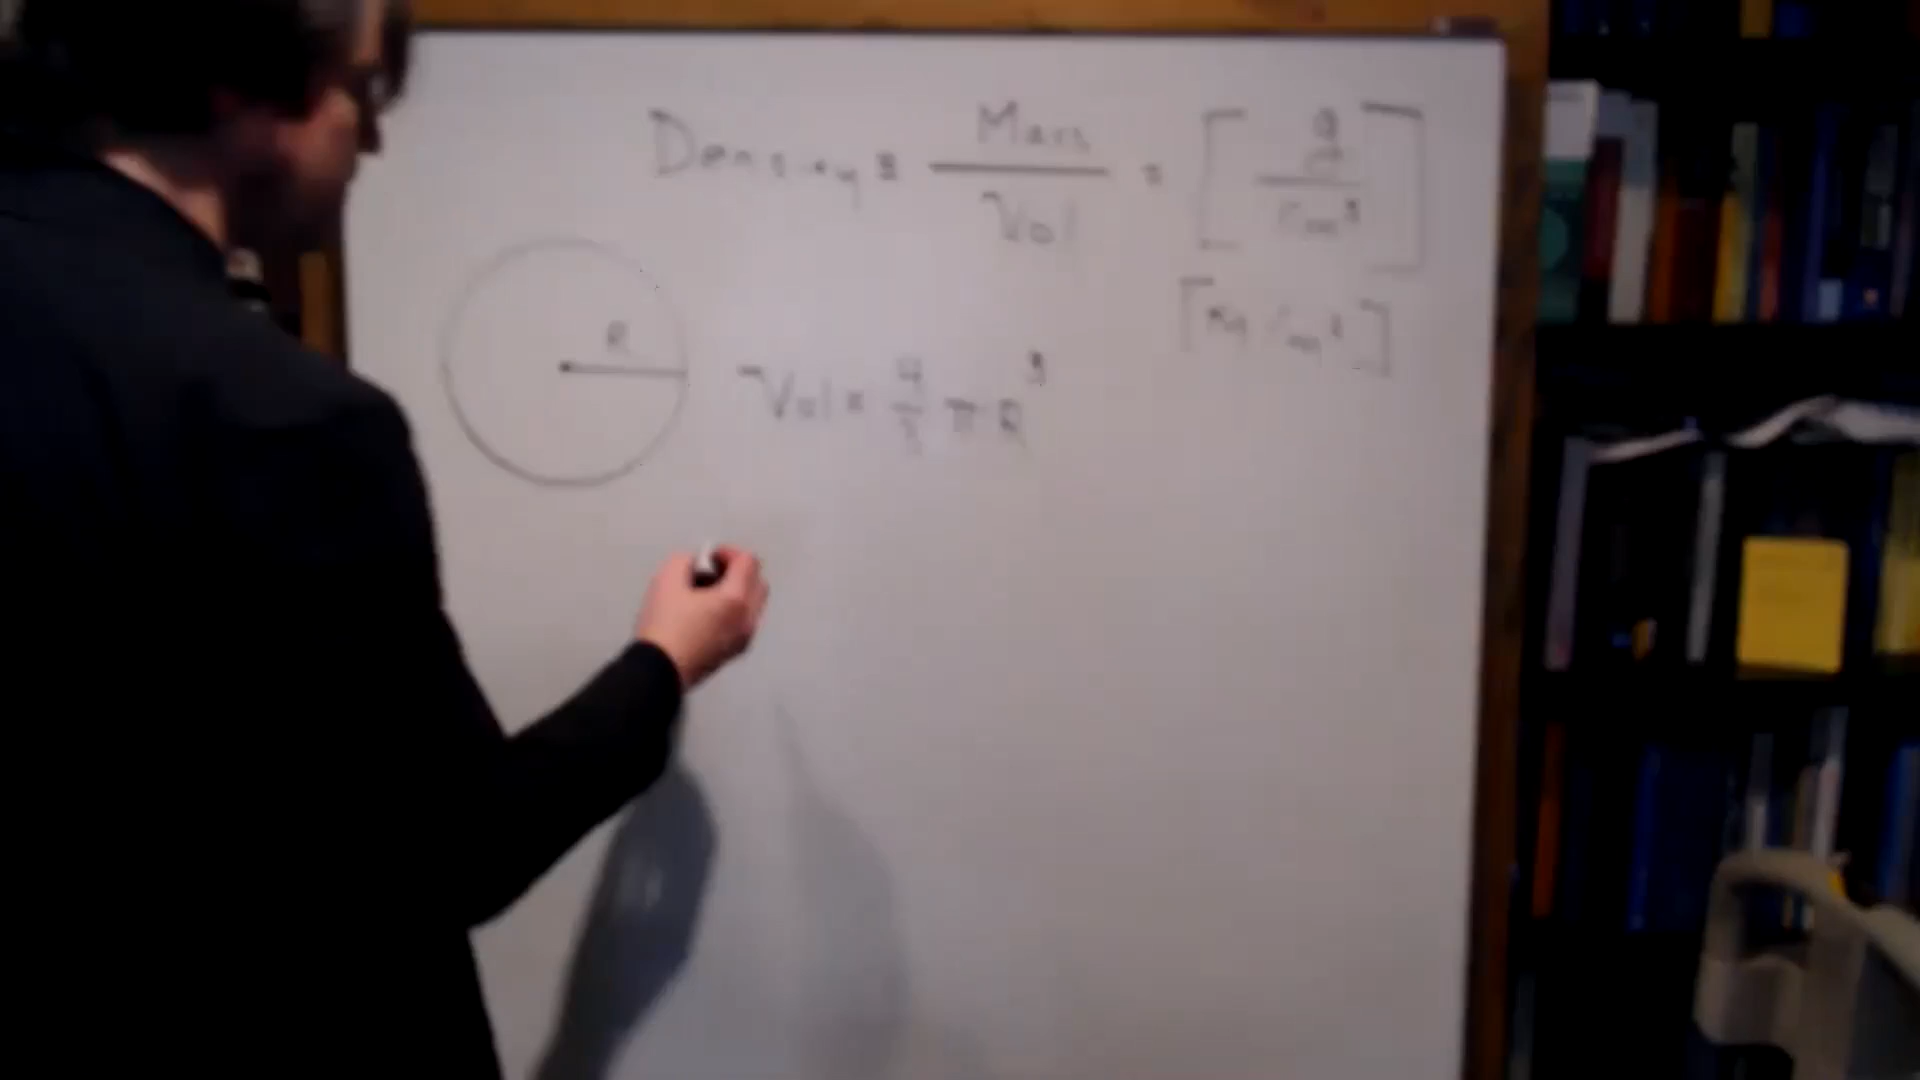 Density = Mass / Vol = [ g / cm³ ]
[ Kg / m³ ]
R
Vol = 4/3 π · R³